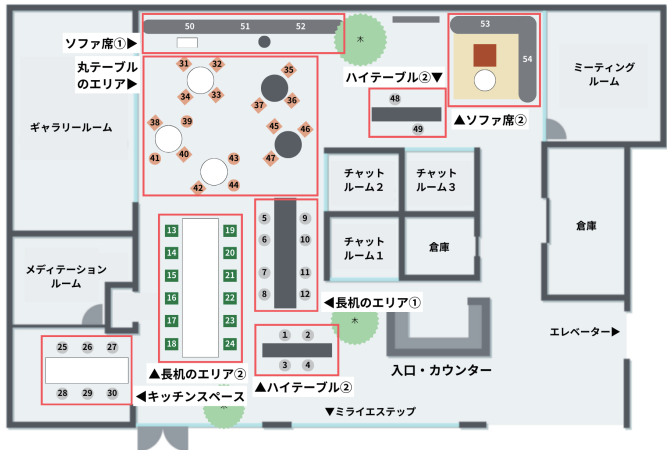 50 51 52
ソファ席①▶
木
53
54
丸テーブル
のエリア▶
31 32
35
34 33
37 36
38 39
45 46
41 40
47
43
42 44
ハイテーブル②▼
48
49
▲ソファ席②
ミーティング
ルーム
ギャラリールーム
チャット
ルーム２
チャット
ルーム３
チャット
ルーム１
倉庫
倉庫
5 9
6 10
7 11
8 12
◀長机のエリア①
13 19
14 20
15 21
16 22
17 23
18 24
▲長机のエリア②
メディテーション
ルーム
木
1 2
3 4
▲ハイテーブル②
エレベーター▶
入口・カウンター
25 26 27
28 29 30
◀キッチンスペース
木
▼ミライエステップ